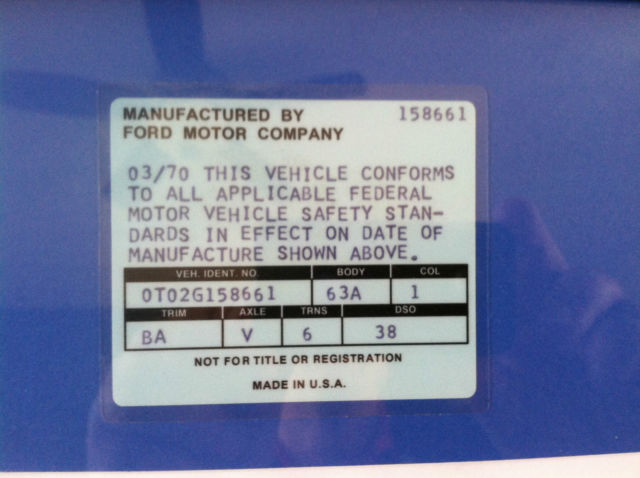 MANUFACTURED BY 158661
FORD MOTOR COMPANY
03/70 THIS VEHICLE CONFORMS
TO ALL APPLICABLE FEDERAL
MOTOR VEHICLE SAFETY STAN-
DARDS IN EFFECT ON DATE OF
MANUFACTURE SHOWN ABOVE.
VEH. IDENT. NO. BODY COL
0T02G158661 63A 1
TRIM AXLE TRNS DSO
BA V 6 38
NOT FOR TITLE OR REGISTRATION
MADE IN U.S.A.